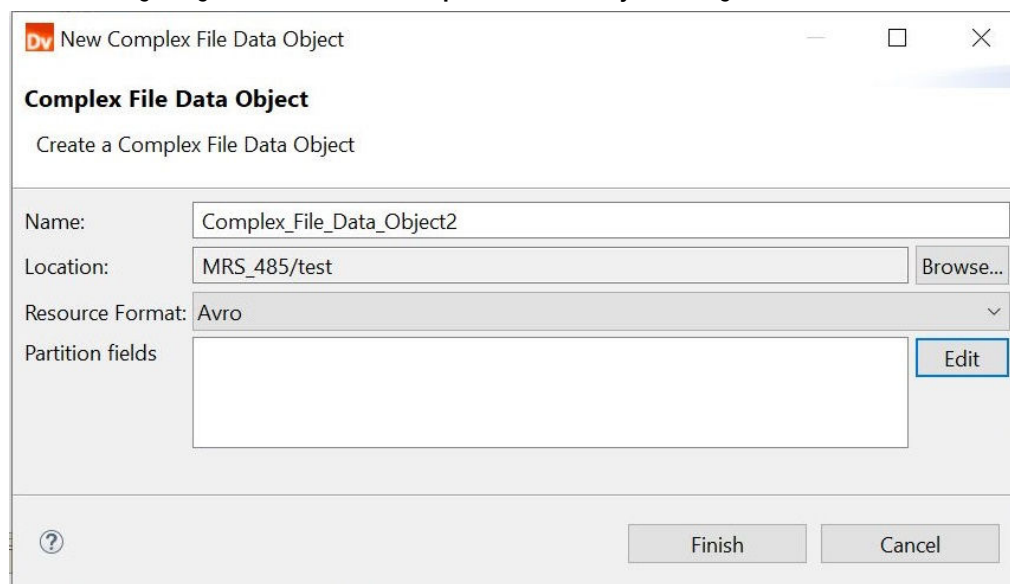 Dv New Complex File Data Object
Complex File Data Object
Create a Complex File Data Object
Name: Complex_File_Data_Object2
Location: MRS_485/test Browse...
Resource Format: Avro
Partition fields Edit
? Finish Cancel